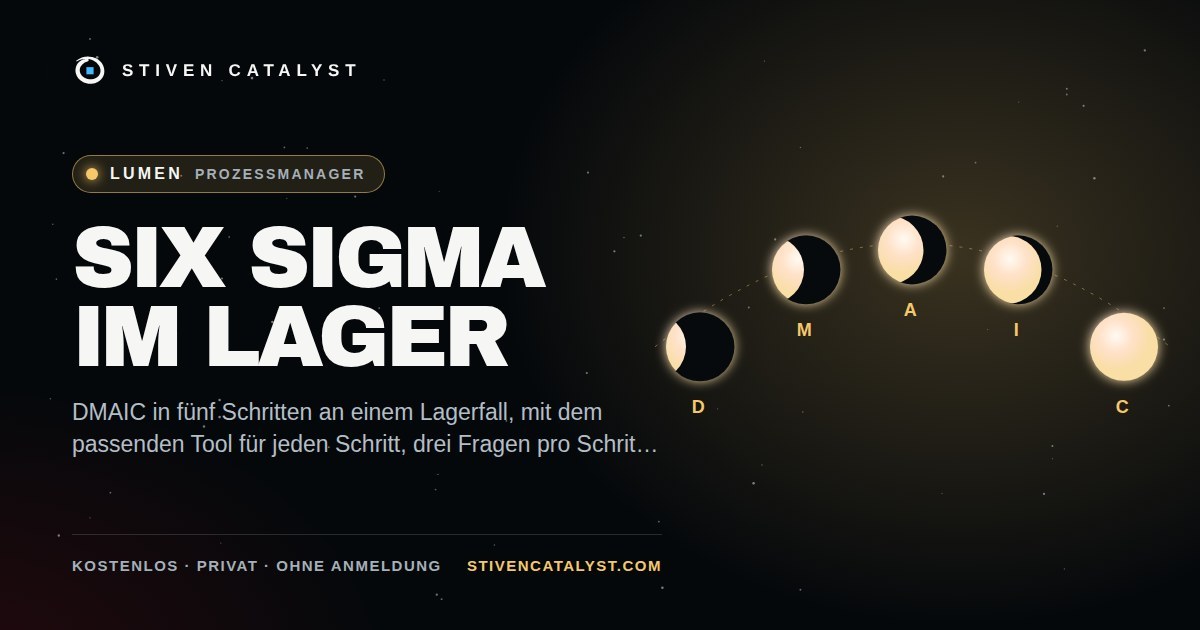 STIVEN CATALYST
LUMEN PROZESSMANAGER
SIX SIGMA
IM LAGER
DMAIC in fünf Schritten an einem Lagerfall, mit dem
passenden Tool für jeden Schritt, drei Fragen pro Schrit…
D
M
A
I
C
KOSTENLOS · PRIVAT · OHNE ANMELDUNG STIVENCATALYST.COM